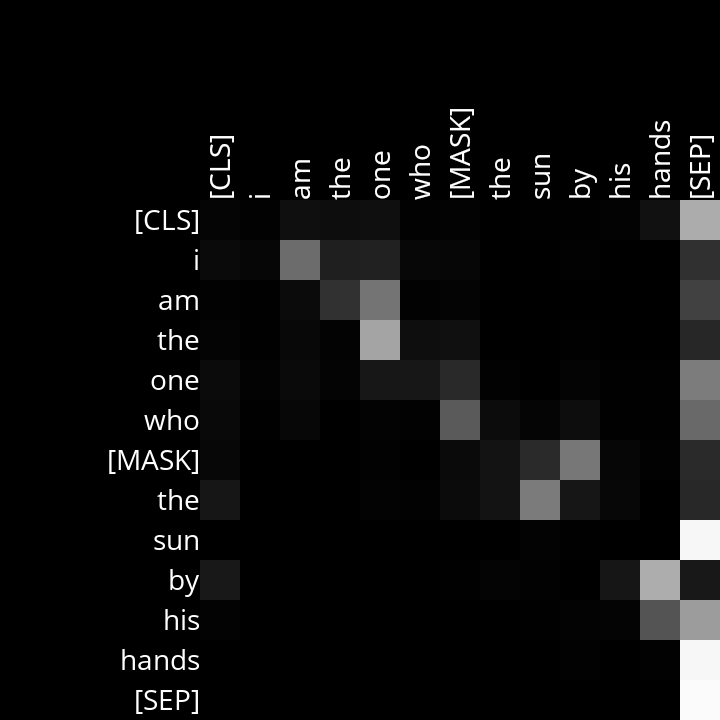 [CLS] i am the one who [MASK] the sun by his hands [SEP]
[CLS]
i
am
the
one
who
[MASK]
the
sun
by
his
hands
[SEP]